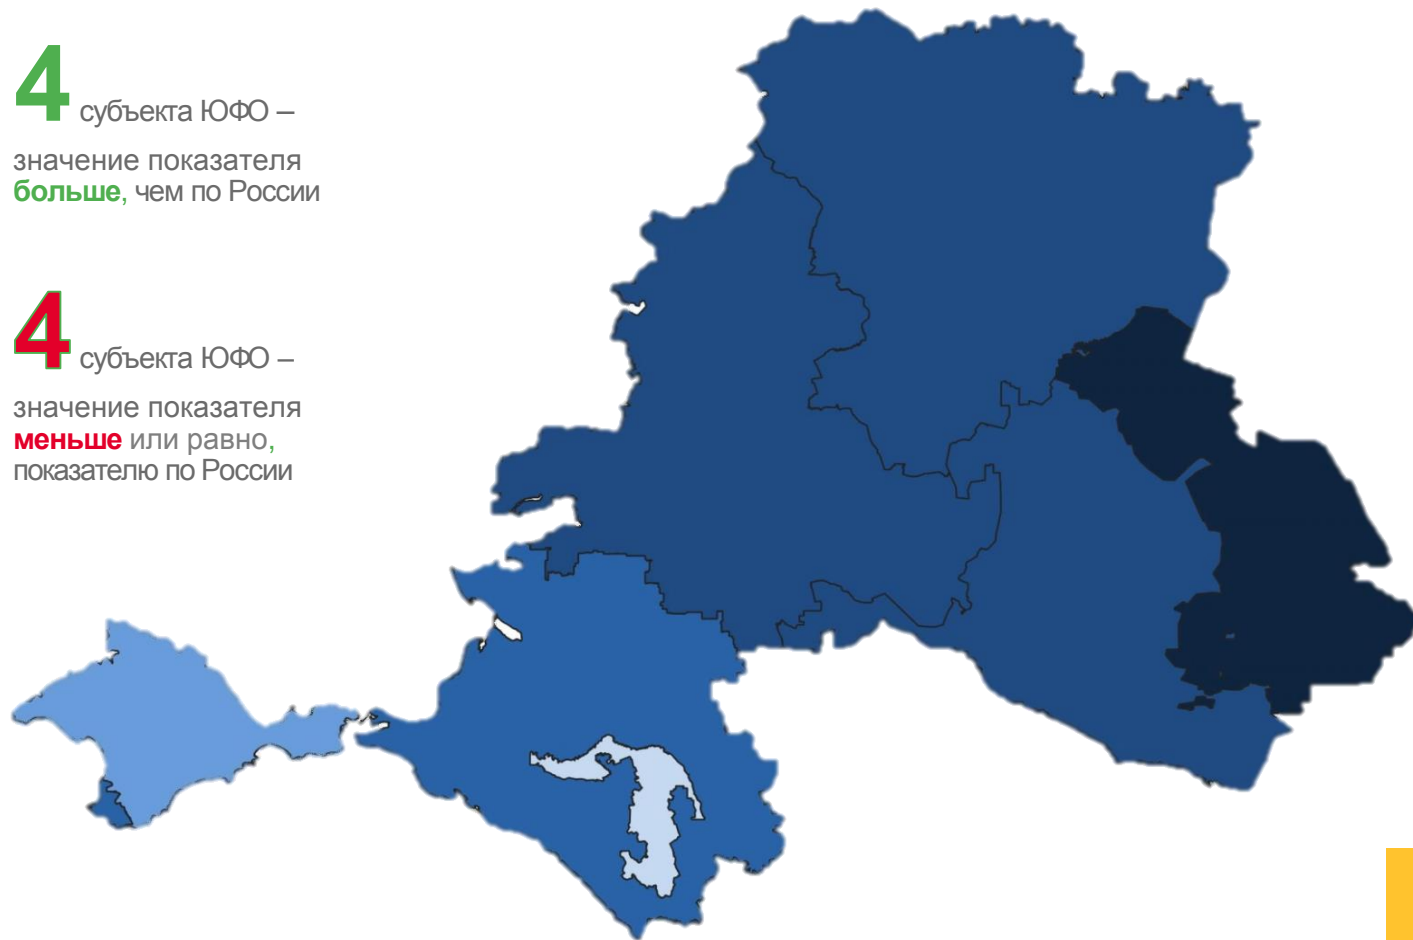 4 субъекта ЮФО –
значение показателя
больше, чем по России
4 субъекта ЮФО –
значение показателя
меньше или равно,
показателю по России